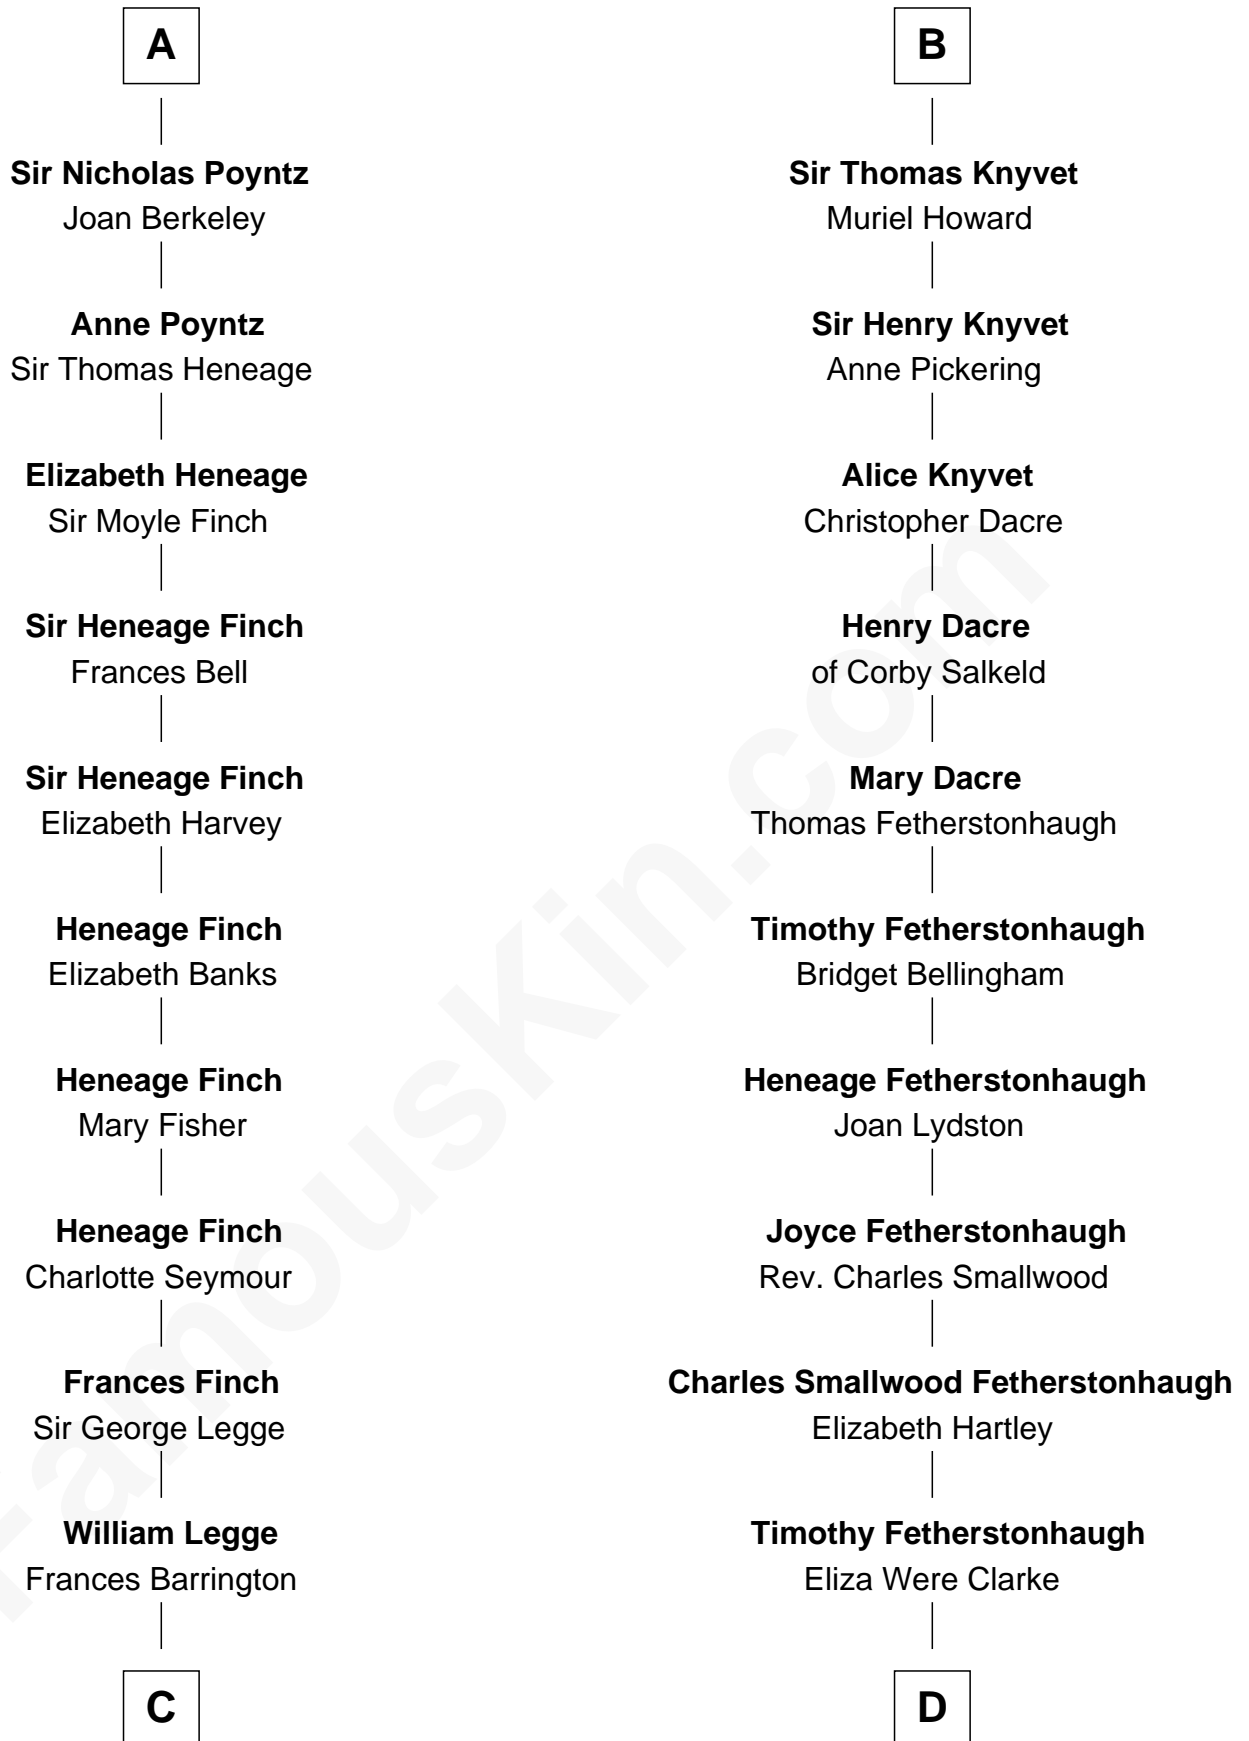 A
Sir Nicholas Poyntz
Joan Berkeley
Anne Poyntz
Sir Thomas Heneage
Elizabeth Heneage
Sir Moyle Finch
Sir Heneage Finch
Frances Bell
Sir Heneage Finch
Elizabeth Harvey
Heneage Finch
Elizabeth Banks
Heneage Finch
Mary Fisher
Heneage Finch
Charlotte Seymour
Frances Finch
Sir George Legge
William Legge
Frances Barrington
C
B
Sir Thomas Knyvet
Muriel Howard
Sir Henry Knyvet
Anne Pickering
Alice Knyvet
Christopher Dacre
Henry Dacre
of Corby Salkeld
Mary Dacre
Thomas Fetherstonhaugh
Timothy Fetherstonhaugh
Bridget Bellingham
Heneage Fetherstonhaugh
Joan Lydston
Joyce Fetherstonhaugh
Rev. Charles Smallwood
Charles Smallwood Fetherstonhaugh
Elizabeth Hartley
Timothy Fetherstonhaugh
Eliza Were Clarke
D
FamousKin.com